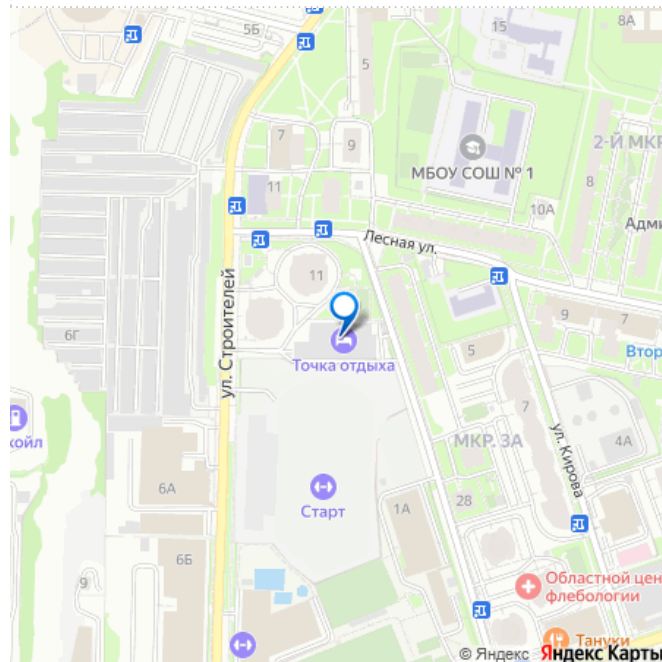 5Б
15
8А
5
7
9
МБОУ СОШ № 1
2-Й МКР
8
11
10А
Адми
Лесная ул.
11
ул. Строителей
6Г
Точка отдыха
9
7
5
Втор
7
МКР. 3А
ул. Кирова
4А
койл
6А
Старт
28
1А
6Б
9
Областной цен
флебологии
Тануки
© Яндекс Яндекс Карты